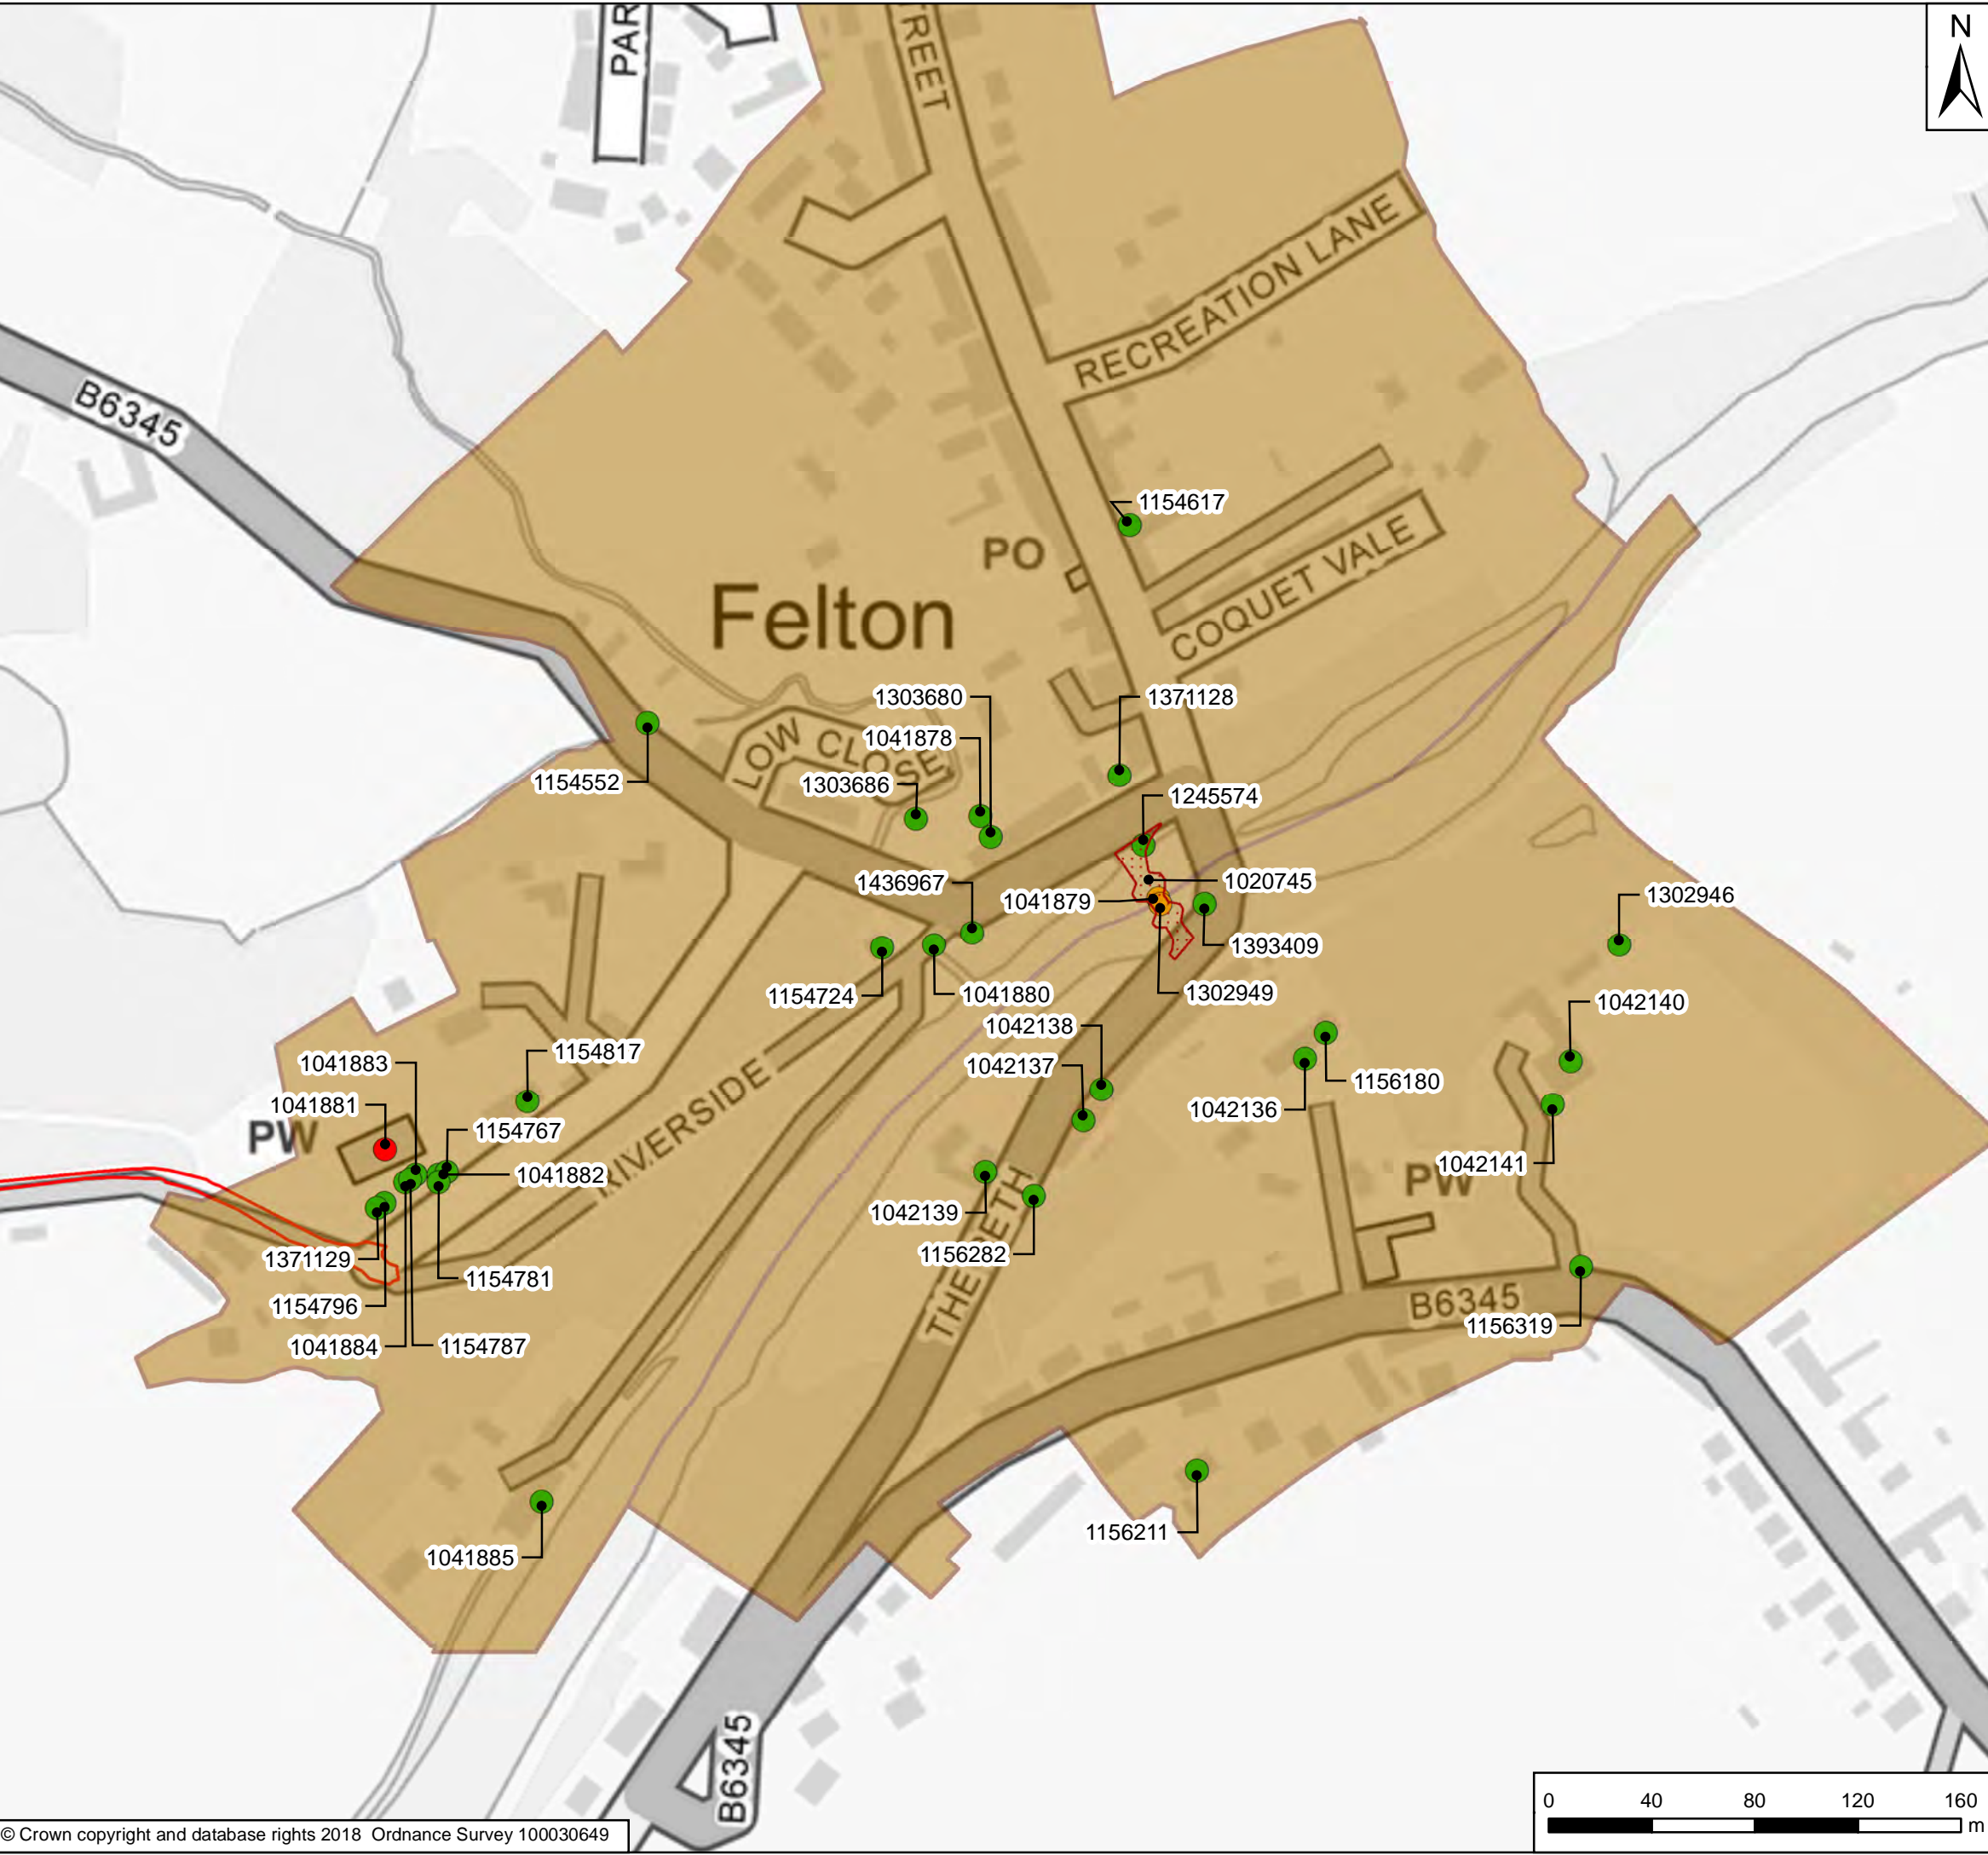 N
PAR
TREET
RECREATION LANE
B6345
1154617
PO
COQUET VALE
Felton
1303680
1371128
1041878
LOW CLOSE
1154552
1303686
1245574
1436967
1020745
1041879
1302946
1393409
1154724
1041880
1302949
1042140
1042138
1154817
1041883
1042137
1156180
1041881
1042136
PW
1154767
RIVERSIDE
1042141
1041882
PW
1042139
1156282
1371129
1154781
THE PETH
1154796
B6345
1156319
1041884
1154787
1156211
1041885
B6345
0 40 80 120 160
m
© Crown copyright and database rights 2018 Ordnance Survey 100030649